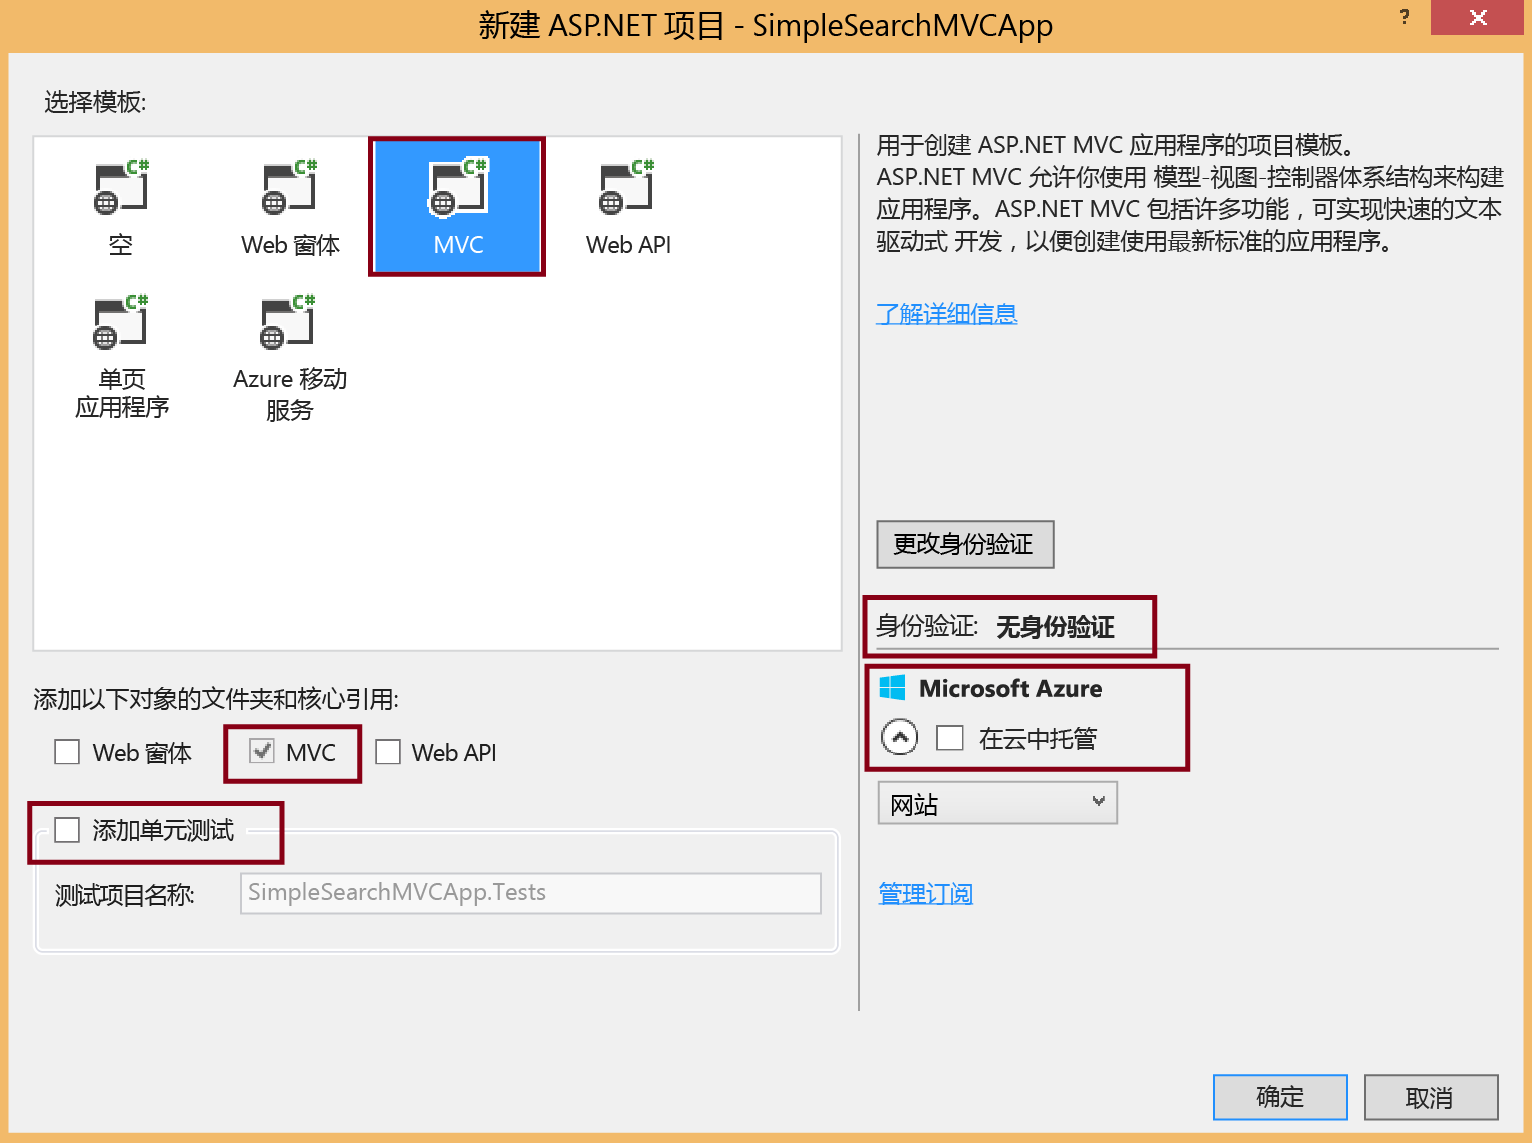 新建 ASP.NET 项目 - SimpleSearchMVCApp
?
选择模板:
C#
空
C#
Web 窗体
C#
MVC
C#
Web API
C#
单页
应用程序
C#
Azure 移动
服务
添加以下对象的文件夹和核心引用:
Web 窗体
MVC
Web API
添加单元测试
测试项目名称:
SimpleSearchMVCApp.Tests
用于创建 ASP.NET MVC 应用程序的项目模板。
ASP.NET MVC 允许你使用 模型-视图-控制器体系结构来构建
应用程序。ASP.NET MVC 包括许多功能，可实现快速的文本
驱动式 开发，以便创建使用最新标准的应用程序。
了解详细信息
更改身份验证
身份验证: 无身份验证
Microsoft Azure
在云中托管
网站
管理订阅
确定
取消